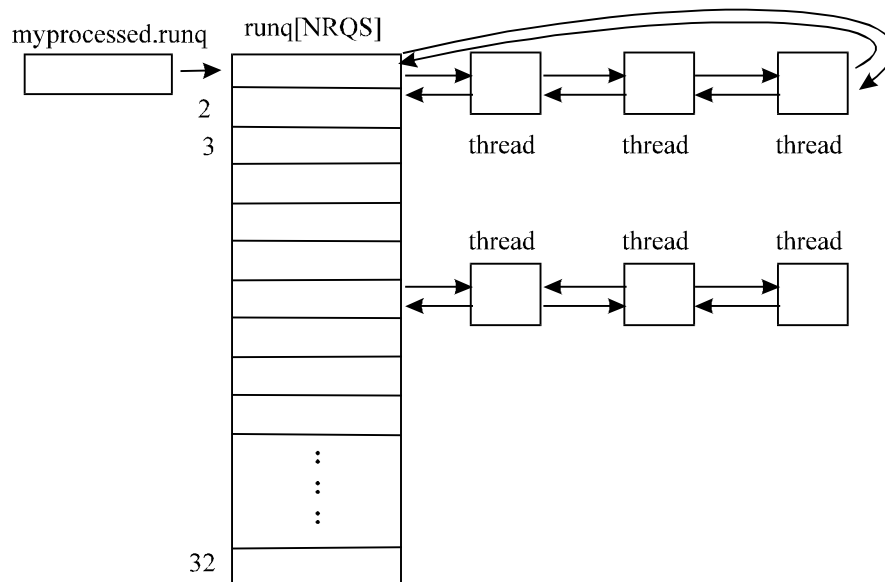 myprocessed.runq
runq[NRQS]
2
3
thread thread thread
thread thread thread
32